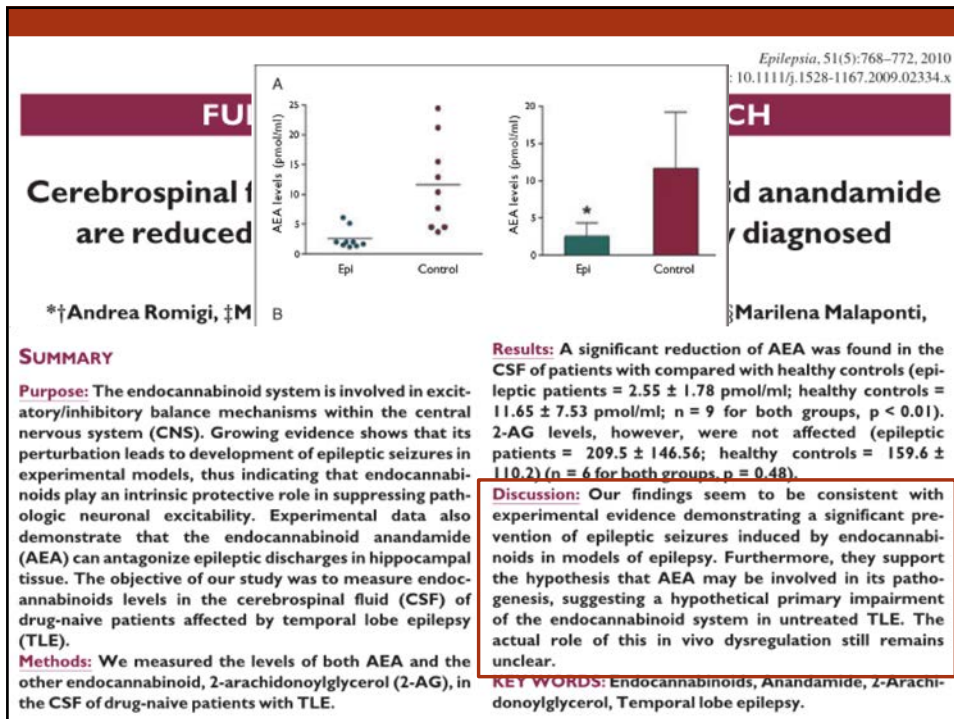 Epilepsia, 51(5):768–772, 2010
: 10.1111/j.1528-1167.2009.02334.x
FU
CH
A
AEA levels (pmol/ml)
25
20
15
10
5
0
Epi
Control
AEA levels (pmol/ml)
20
15
10
5
0
*
Epi
Control
B
Cerebrospinal f
id anandamide
are reduced
diagnosed
*†Andrea Romigi, ‡M
§Marilena Malaponti,
SUMMARY
Purpose: The endocannabinoid system is involved in excit-
atory/inhibitory balance mechanisms within the central
nervous system (CNS). Growing evidence shows that its
perturbation leads to development of epileptic seizures in
experimental models, thus indicating that endocannabi-
noids play an intrinsic protective role in suppressing path-
ologic neuronal excitability. Experimental data also
demonstrate that the endocannabinoid anandamide
(AEA) can antagonize epileptic discharges in hippocampal
tissue. The objective of our study was to measure endoc-
annabinoids levels in the cerebrospinal fluid (CSF) of
drug-naive patients affected by temporal lobe epilepsy
(TLE).
Methods: We measured the levels of both AEA and the
other endocannabinoid, 2-arachidonoylglycerol (2-AG), in
the CSF of drug-naive patients with TLE.
Results: A significant reduction of AEA was found in the
CSF of patients with compared with healthy controls (epi-
leptic patients = 2.55 ± 1.78 pmol/ml; healthy controls =
11.65 ± 7.53 pmol/ml; n = 9 for both groups, p < 0.01).
2-AG levels, however, were not affected (epileptic
patients = 209.5 ± 146.56; healthy controls = 159.6 ±
110.2) (n = 6 for both groups, p = 0.48).
Discussion: Our findings seem to be consistent with
experimental evidence demonstrating a significant pre-
vention of epileptic seizures induced by endocannabi-
noids in models of epilepsy. Furthermore, they support
the hypothesis that AEA may be involved in its patho-
genesis, suggesting a hypothetical primary impairment
of the endocannabinoid system in untreated TLE. The
actual role of this in vivo dysregulation still remains
unclear.
KEY WORDS: Endocannabinoids, Anandamide, 2-Arachi-
donoylglycerol, Temporal lobe epilepsy.